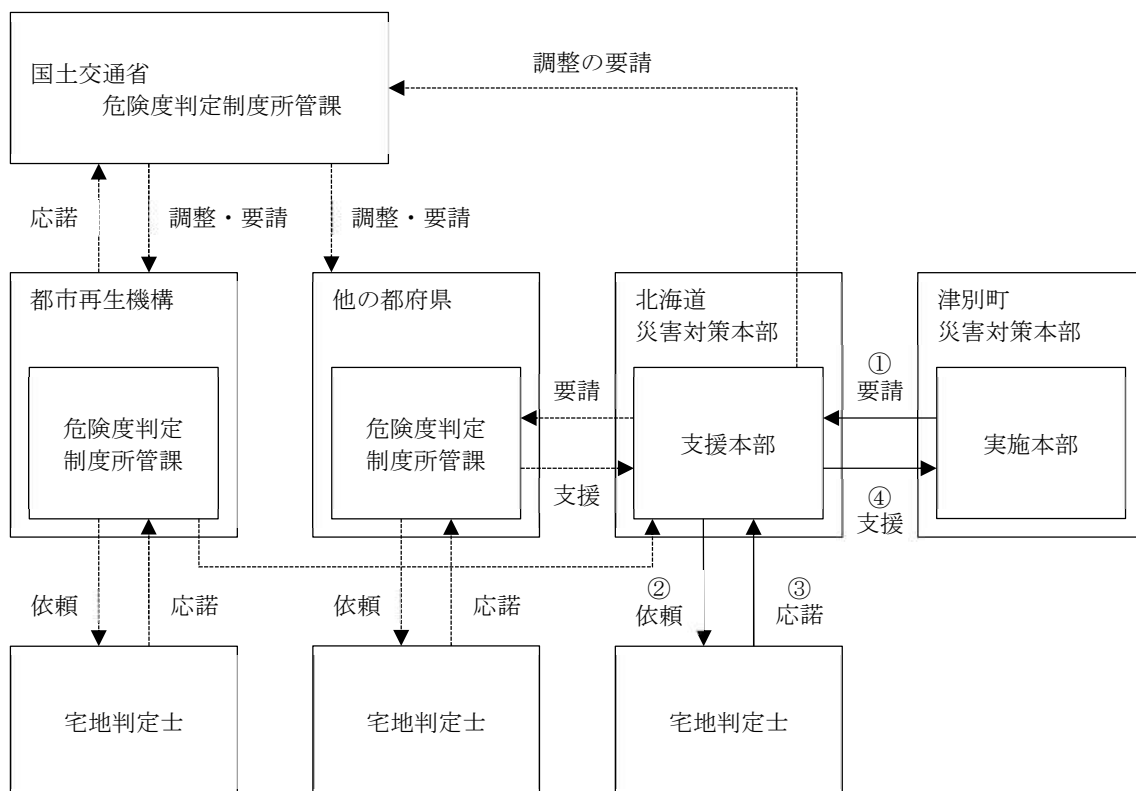 国土交通省
危険度判定制度所管課
調整の要請
応諾
調整・要請
調整・要請
都市再生機構
他の都府県
北海道
災害対策本部
津別町
災害対策本部
危険度判定
制度所管課
危険度判定
制度所管課
要請
支援
支援本部
①
要請
④
支援
実施本部
依頼
応諾
依頼
応諾
②
依頼
③
応諾
宅地判定士
宅地判定士
宅地判定士